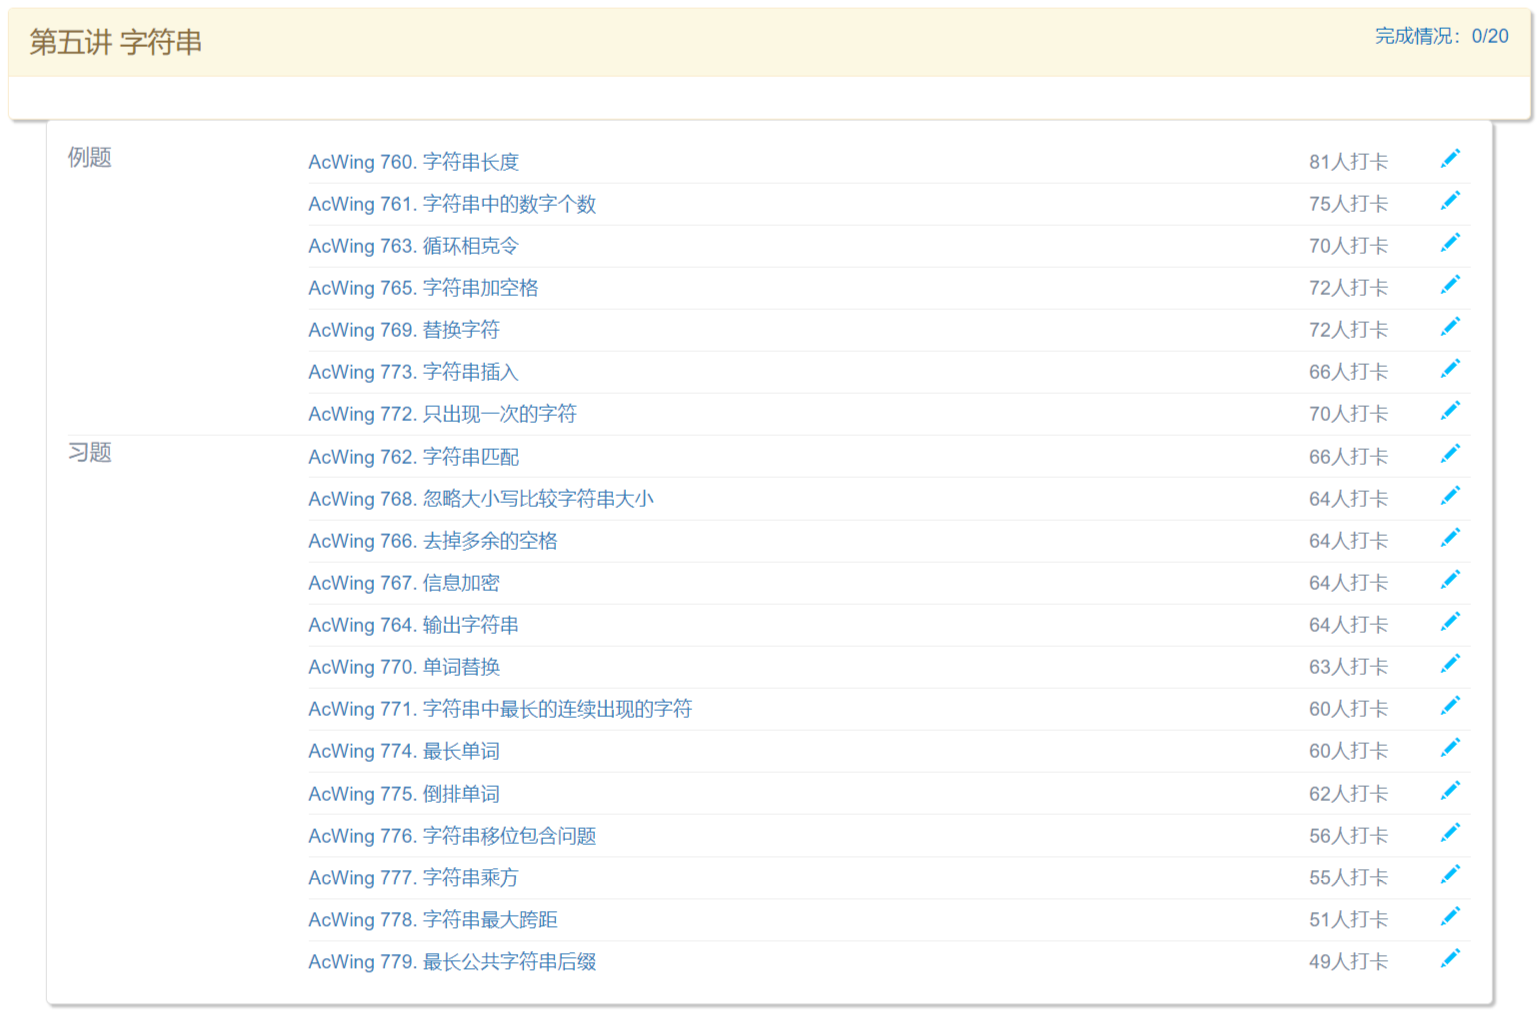 第五讲 字符串
完成情况：0/20
例题
AcWing 760. 字符串长度 81人打卡
AcWing 761. 字符串中的数字个数 75人打卡
AcWing 763. 循环相克令 70人打卡
AcWing 765. 字符串加空格 72人打卡
AcWing 769. 替换字符 72人打卡
AcWing 773. 字符串插入 66人打卡
AcWing 772. 只出现一次的字符 70人打卡
习题
AcWing 762. 字符串匹配 66人打卡
AcWing 768. 忽略大小写比较字符串大小 64人打卡
AcWing 766. 去掉多余的空格 64人打卡
AcWing 767. 信息加密 64人打卡
AcWing 764. 输出字符串 64人打卡
AcWing 770. 单词替换 63人打卡
AcWing 771. 字符串中最长的连续出现的字符 60人打卡
AcWing 774. 最长单词 60人打卡
AcWing 775. 倒排单词 62人打卡
AcWing 776. 字符串移位包含问题 56人打卡
AcWing 777. 字符串乘方 55人打卡
AcWing 778. 字符串最大跨距 51人打卡
AcWing 779. 最长公共字符串后缀 49人打卡